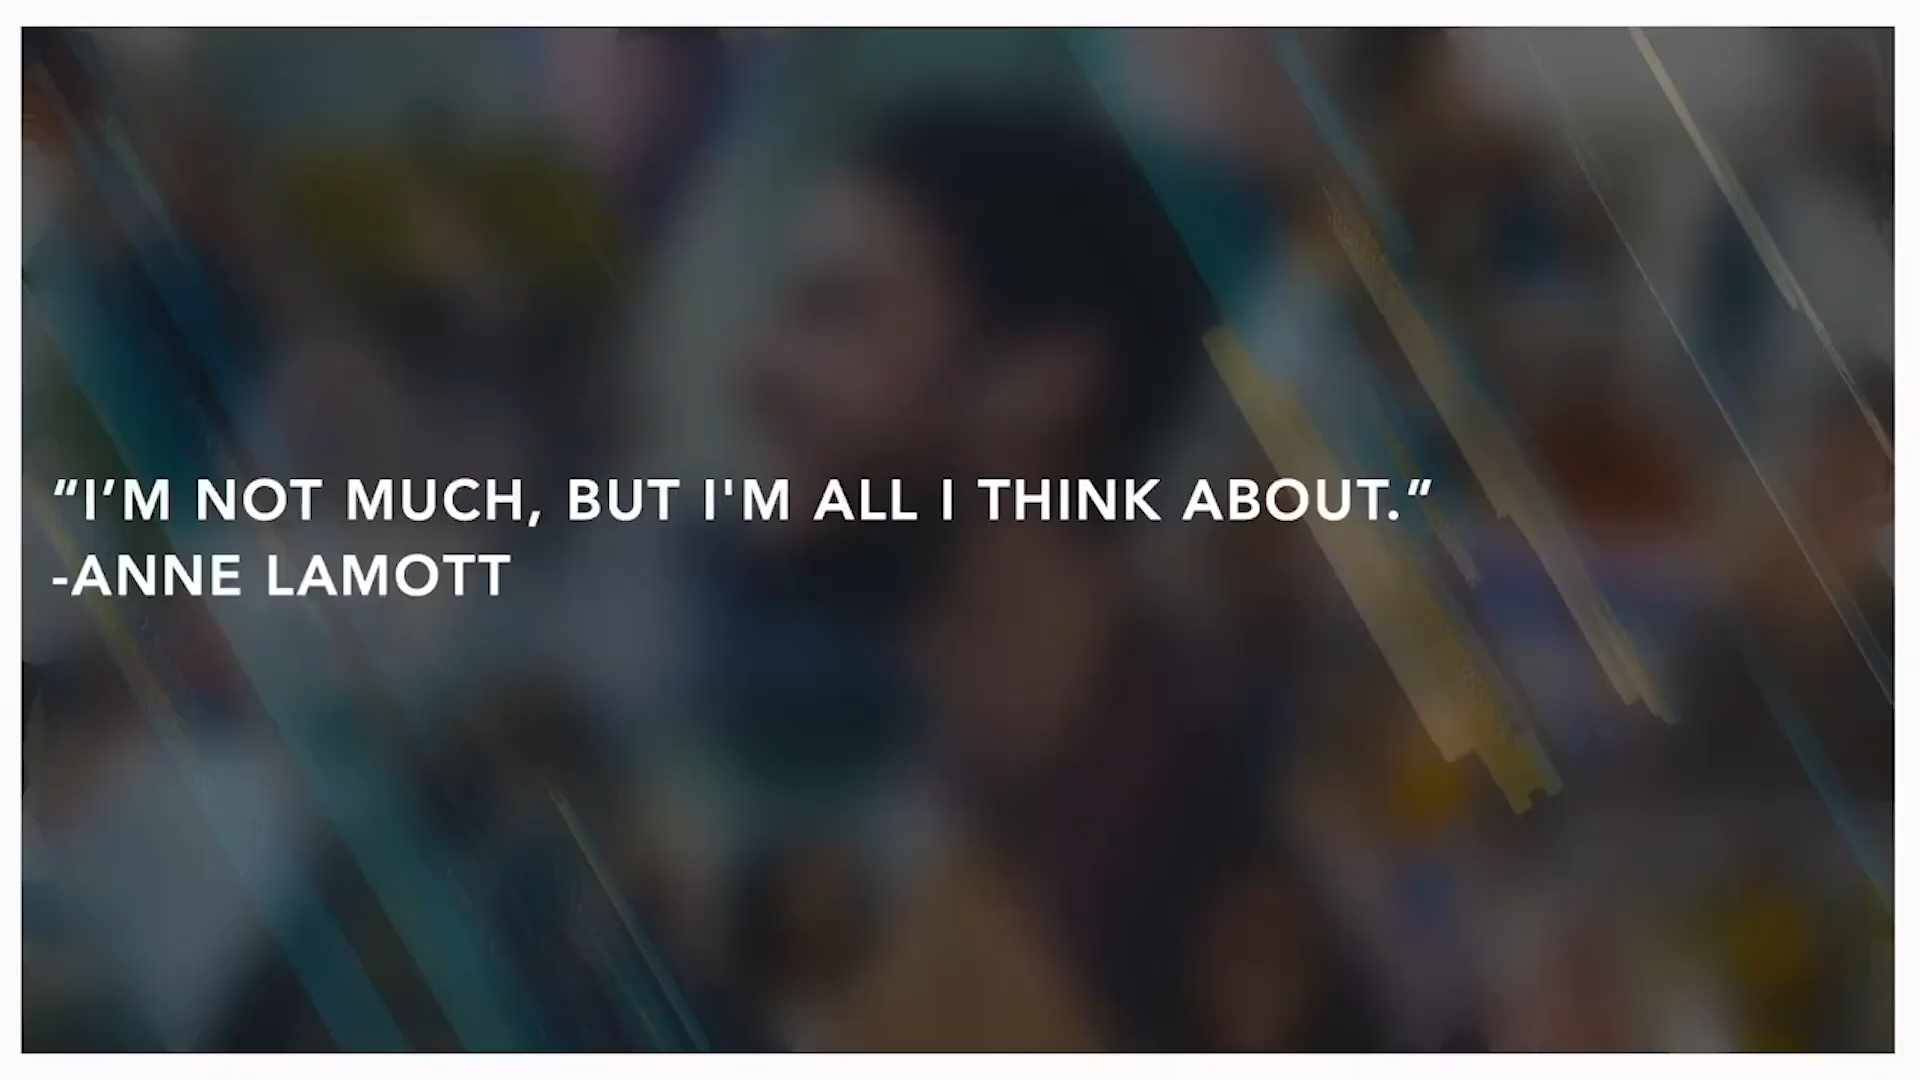 “I’M NOT MUCH, BUT I'M ALL I THINK ABOUT.”
-ANNE LAMOTT